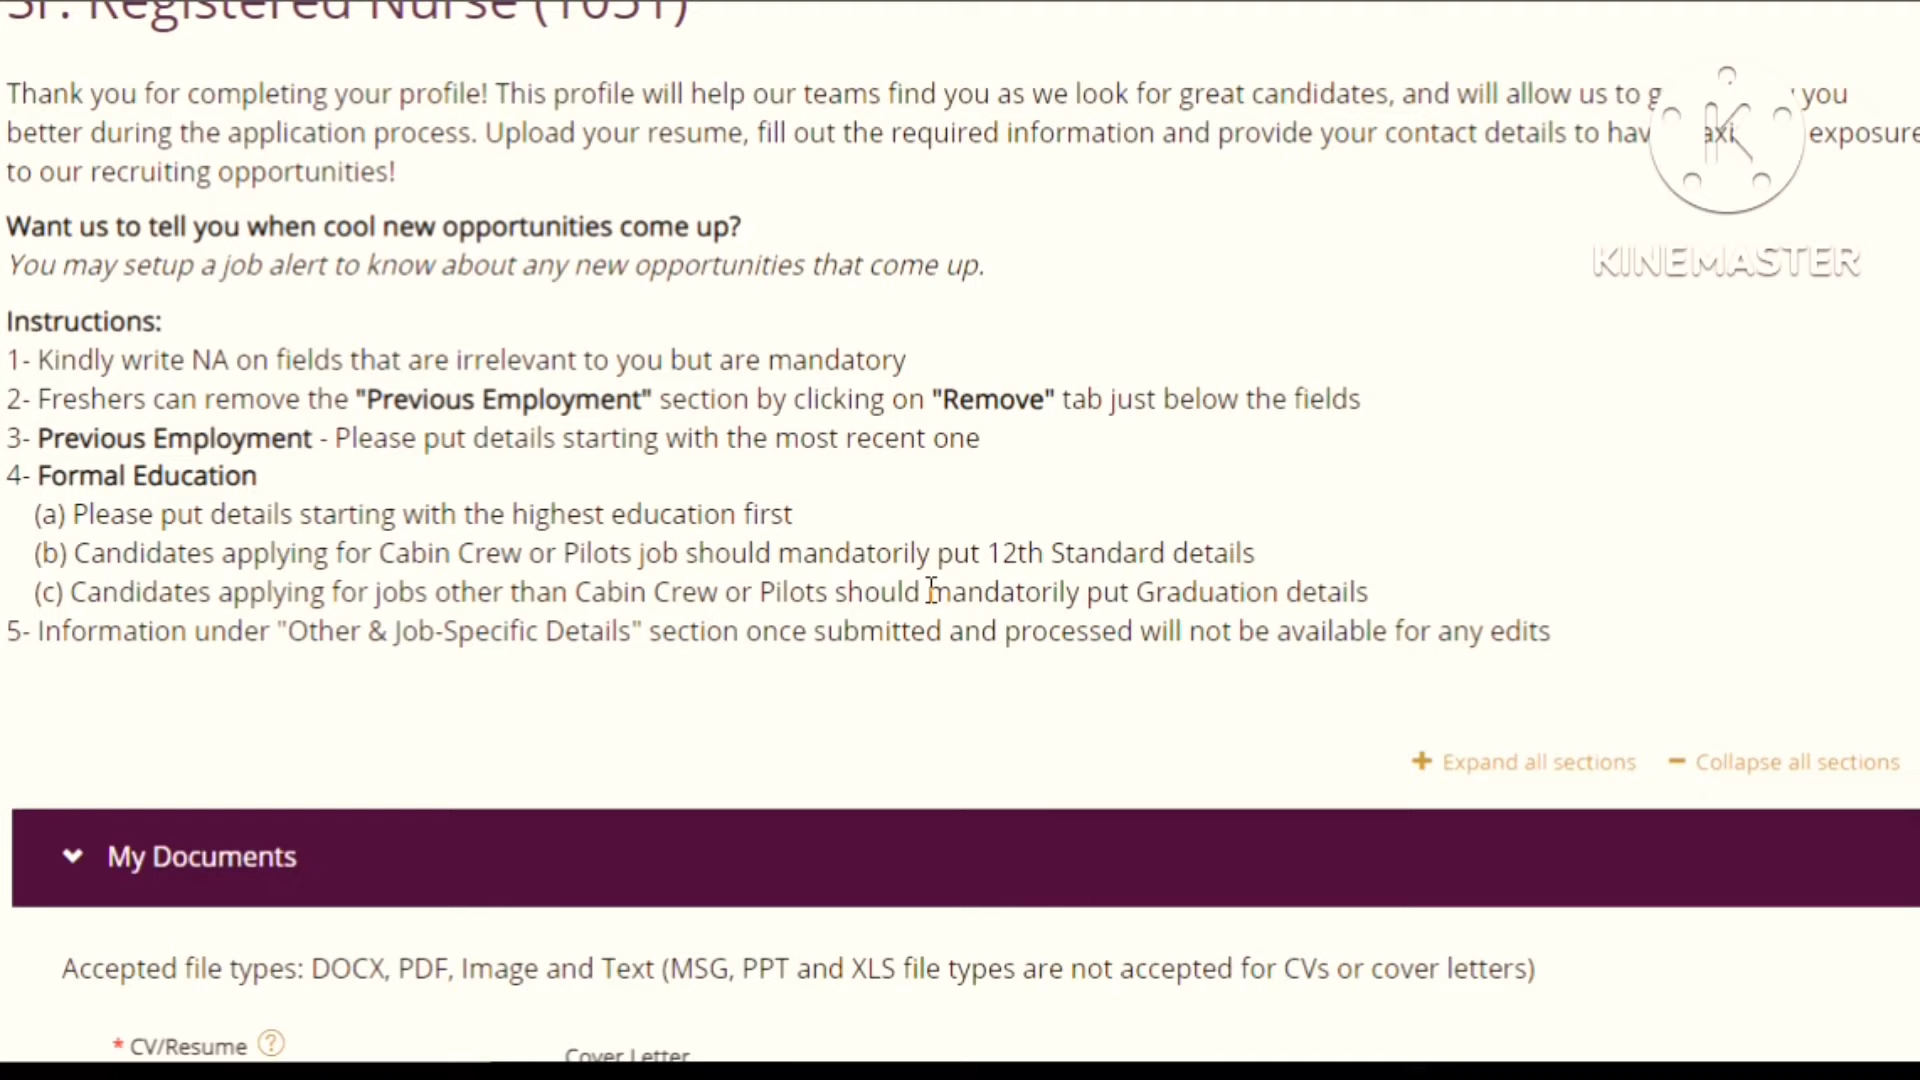 Sr. Registered Nurse (1051)
Thank you for completing your profile! This profile will help our teams find you as we look for great candidates, and will allow us to you
better during the application process. Upload your resume, fill out the required information and provide your contact details to exposure
to our recruiting opportunities!
Want us to tell you when cool new opportunities come up?
You may setup a job alert to know about any new opportunities that come up.
KINEMASTER
Instructions:
1- Kindly write NA on fields that are irrelevant to you but are mandatory
2- Freshers can remove the "Previous Employment" section by clicking on "Remove" tab just below the fields
3- Previous Employment - Please put details starting with the most recent one
4- Formal Education
(a) Please put details starting with the highest education first
(b) Candidates applying for Cabin Crew or Pilots job should mandatorily put 12th Standard details
(c) Candidates applying for jobs other than Cabin Crew or Pilots should mandatorily put Graduation details
5- Information under "Other & Job-Specific Details" section once submitted and processed will not be available for any edits
+ Expand all sections − Collapse all sections
My Documents
Accepted file types: DOCX, PDF, Image and Text (MSG, PPT and XLS file types are not accepted for CVs or cover letters)
* CV/Resume ? Cover Letter